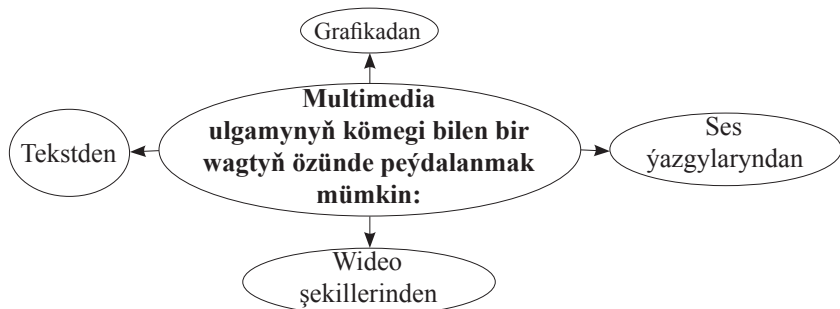 Grafikadan
Multimedia
ulgamynyň kömegi bilen bir
wagtyň özünde peýdalanmak
mümkin:
Tekstden
Ses
ýazgylaryndan
Wideo
şekillerinden